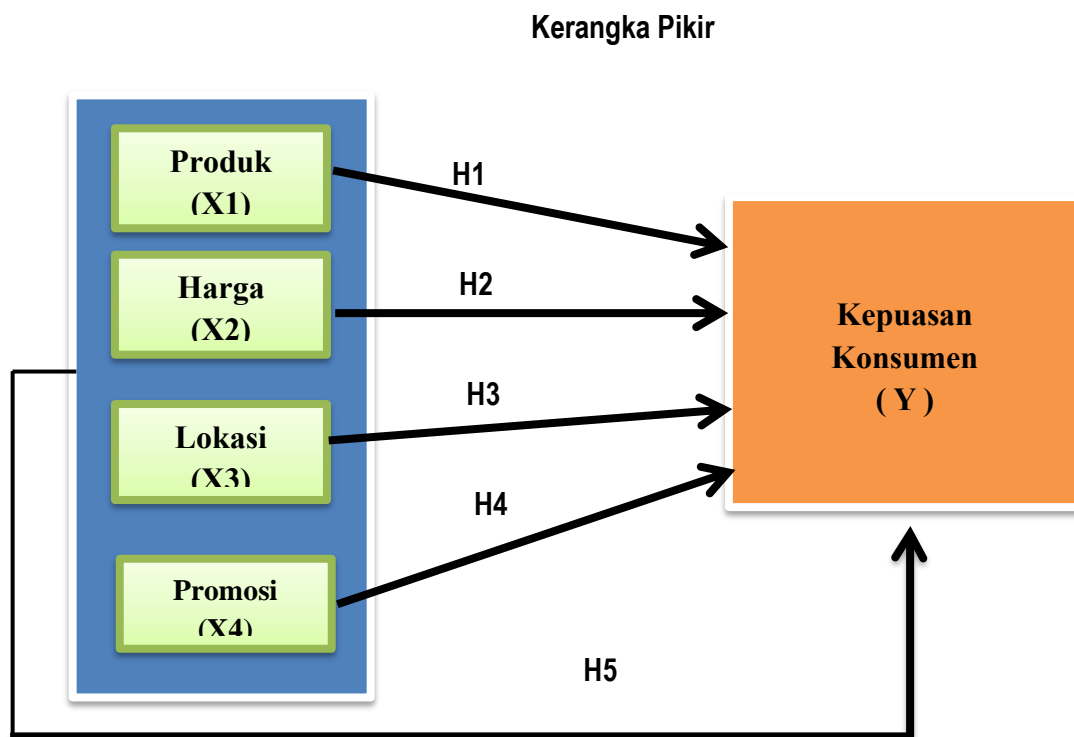 Kerangka Pikir
Produk
(X1)
H1
Harga
(X2)
H2
Kepuasan
Konsumen
( Y )
Lokasi
(X3)
H3
H4
Promosi
(X4)
H5